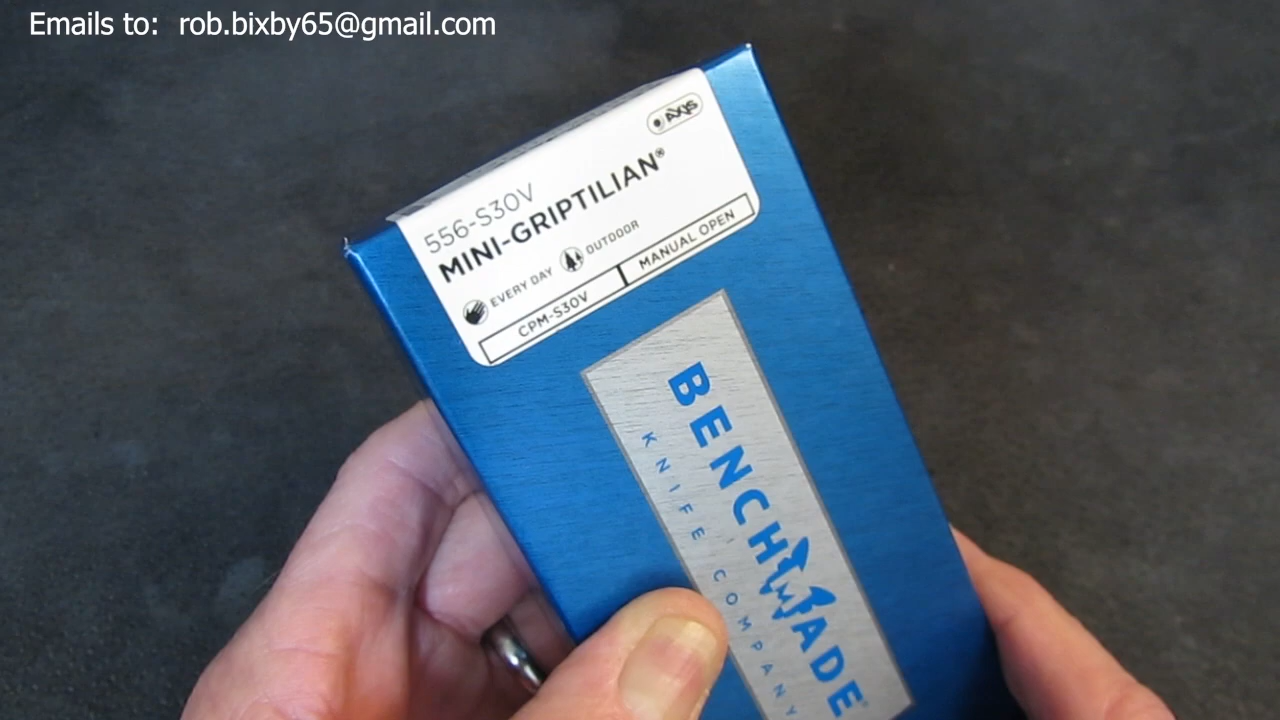 Emails to: rob.bixby65@gmail.com
AXIS
556-S30V
MINI-GRIPTILIAN®
EVERY DAY OUTDOOR
CPM-S30V MANUAL OPEN
BENCHMADE®
KNIFE COMPANY